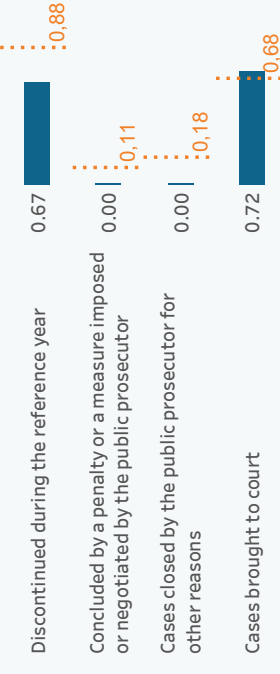 Discontinued during the reference year
0.67
0,88
Concluded by a penalty or a measure imposed
or negotiated by the public prosecutor
0.00
0,11
Cases closed by the public prosecutor for
other reasons
0.00
0,18
Cases brought to court
0.72
0,68